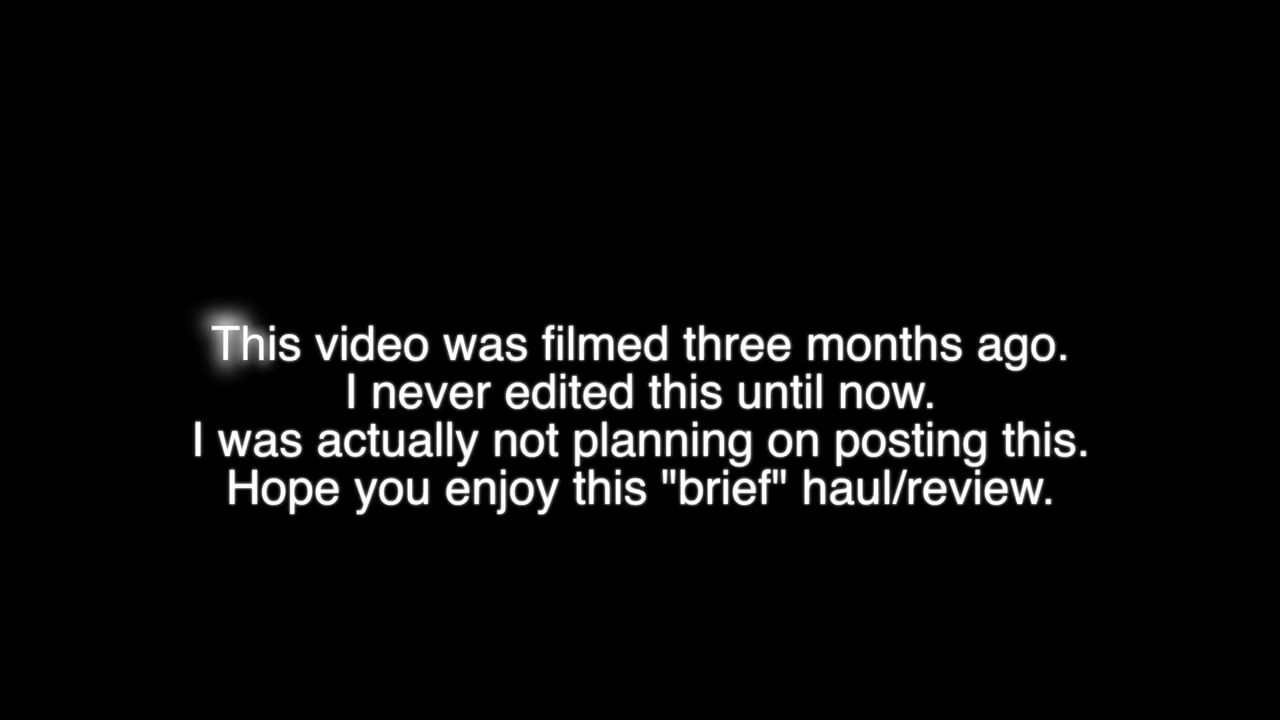 This video was filmed three months ago.
I never edited this until now.
I was actually not planning on posting this.
Hope you enjoy this "brief" haul/review.